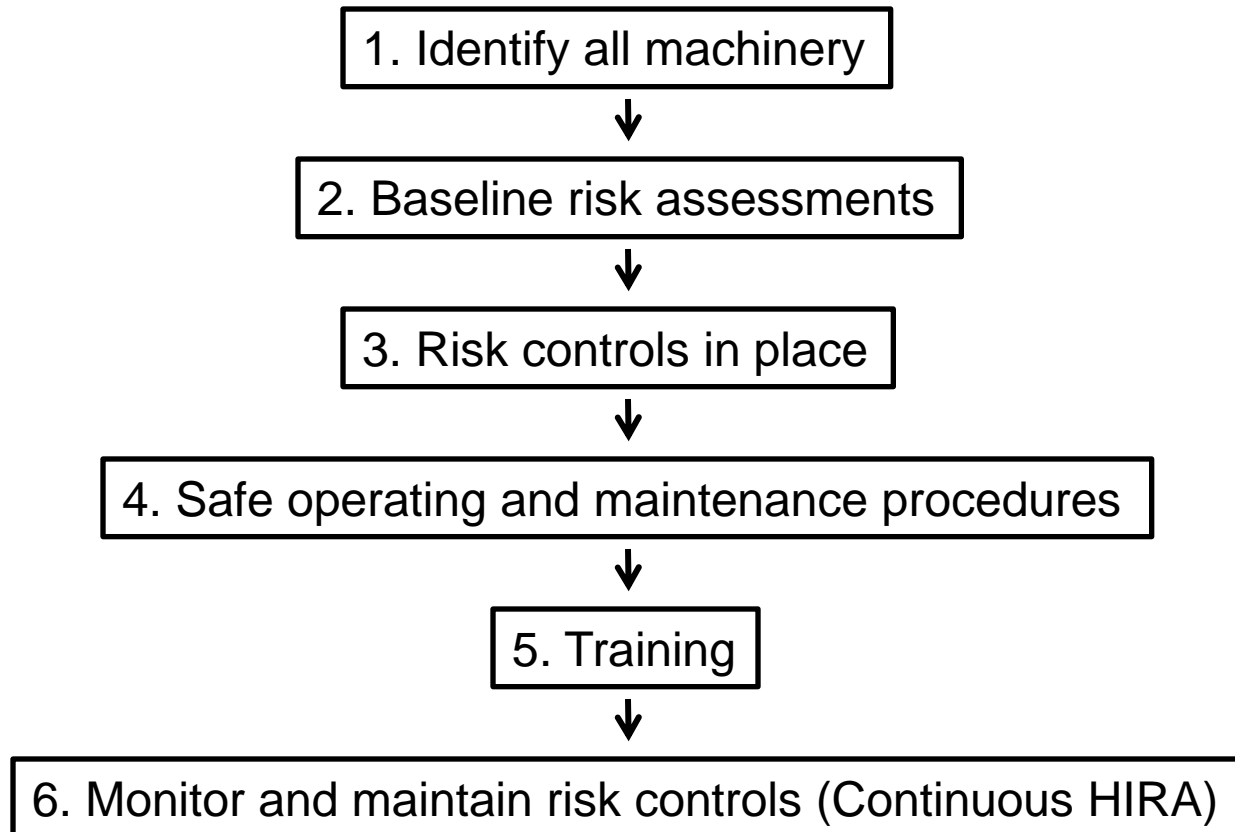 1. Identify all machinery
2. Baseline risk assessments
3. Risk controls in place
4. Safe operating and maintenance procedures
5. Training
6. Monitor and maintain risk controls (Continuous HIRA)